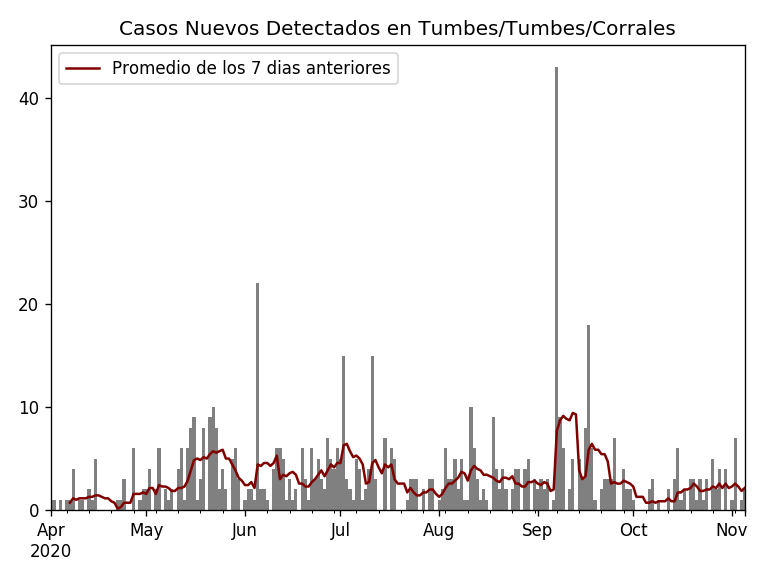 Casos Nuevos Detectados en Tumbes/Tumbes/Corrales
Promedio de los 7 dias anteriores
40
30
20
10
0
Apr May Jun Jul Aug Sep Oct Nov
2020